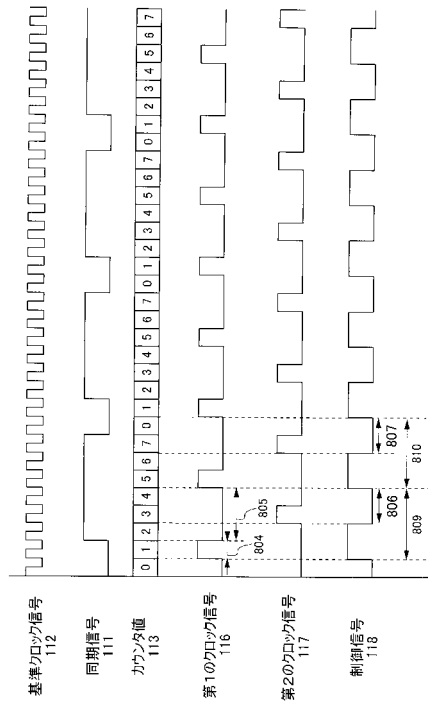 基準クロック信号
112
同期信号
111
カウンタ値
113
0 1 2 3 4 5 6 7 0 1 2 3 4 5 6 7 0 1 2 3 4 5 6 7 0 1 2 3 4 5 6 7
第1のクロック信号
116
804
805
第2のクロック信号
117
806
807
制御信号
118
809
810